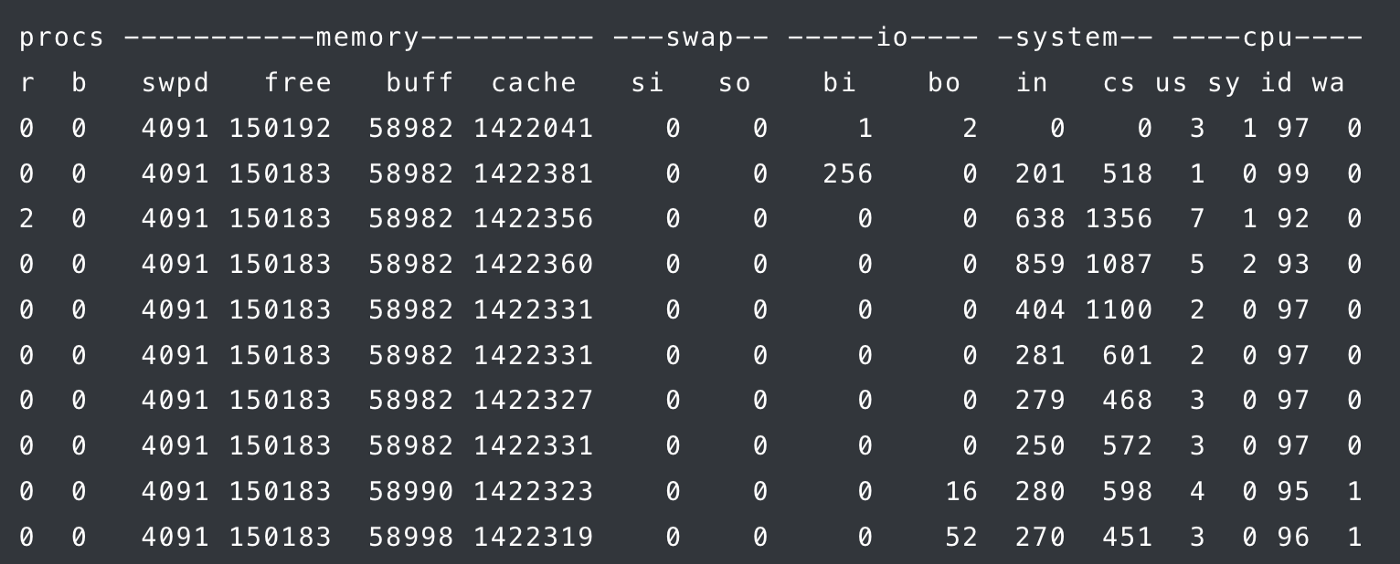 procs -----------memory---------- ---swap-- -----io---- -system-- ----cpu----
r  b   swpd   free   buff  cache   si   so    bi    bo   in   cs us sy id wa
0  0   4091 150192  58982 1422041    0    0     1     2    0    0  3  1 97  0
0  0   4091 150183  58982 1422381    0    0   256     0  201  518  1  0 99  0
2  0   4091 150183  58982 1422356    0    0     0     0  638 1356  7  1 92  0
0  0   4091 150183  58982 1422360    0    0     0     0  859 1087  5  2 93  0
0  0   4091 150183  58982 1422331    0    0     0     0  404 1100  2  0 97  0
0  0   4091 150183  58982 1422331    0    0     0     0  281  601  2  0 97  0
0  0   4091 150183  58982 1422327    0    0     0     0  279  468  3  0 97  0
0  0   4091 150183  58982 1422331    0    0     0     0  250  572  3  0 97  0
0  0   4091 150183  58990 1422323    0    0     0    16  280  598  4  0 95  1
0  0   4091 150183  58998 1422319    0    0     0    52  270  451  3  0 96  1